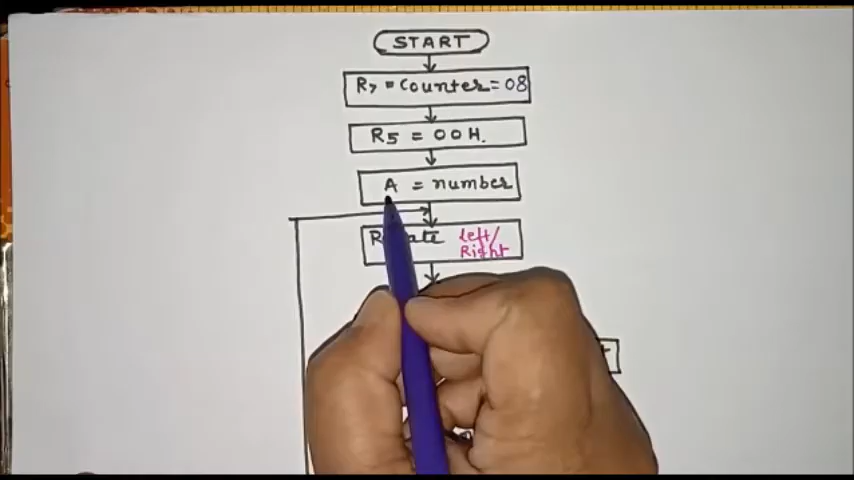 START
R7 = Counter = 08
R5 = 00H.
A = number
left/
Right